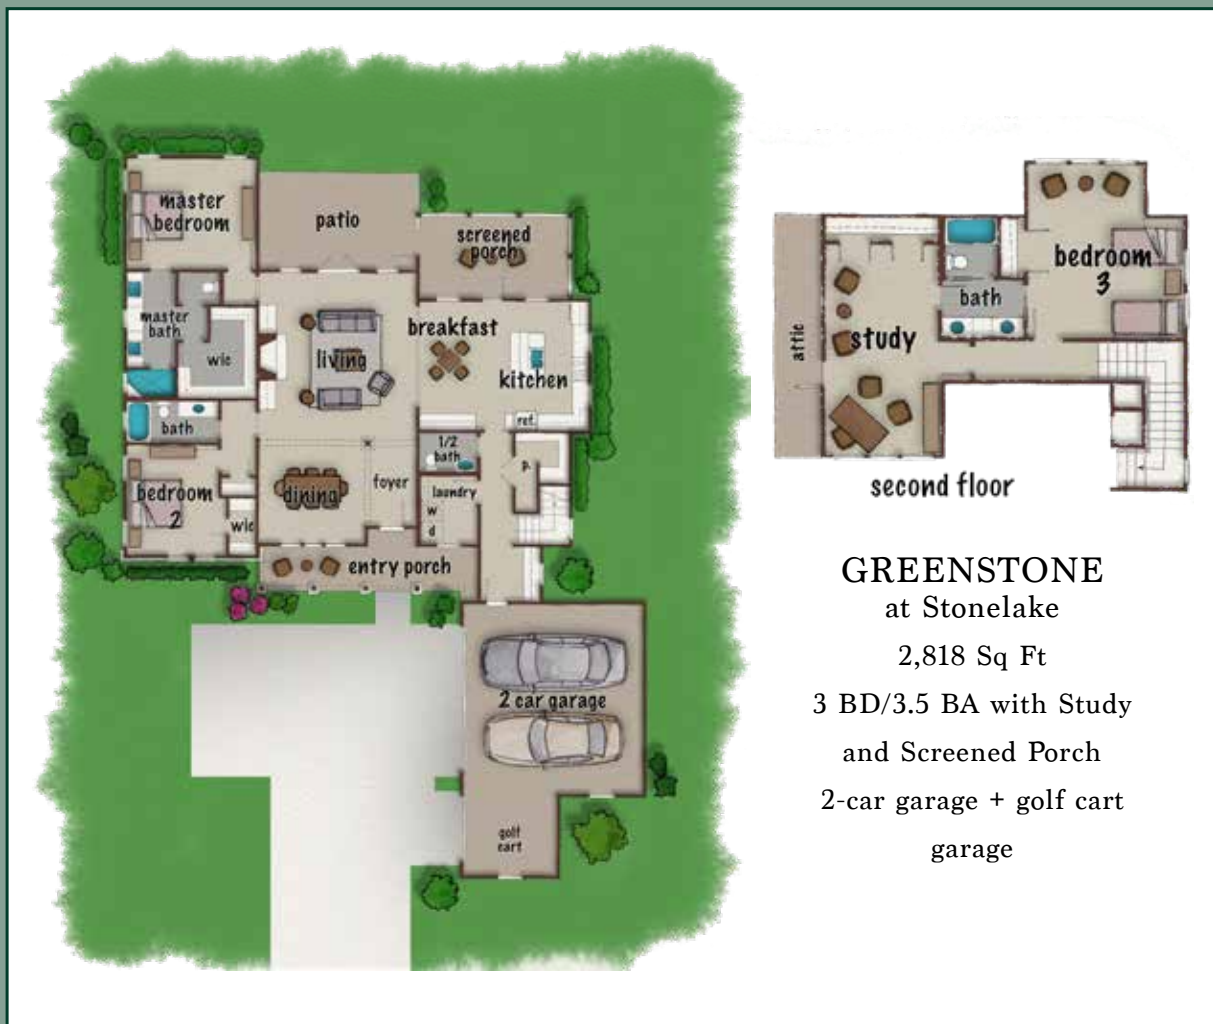 master
bedroom
patio
screened
porch
master
bath
wic
living
breakfast
kitchen
ref.
bath
1/2
bath
p.
bedroom
2
wic
dining
foyer
laundry
w
d
entry porch
2 car garage
golf
cart
attic
study
bath
bedroom
3
second floor
GREENSTONE
at Stonelake
2,818 Sq Ft
3 BD/3.5 BA with Study
and Screened Porch
2-car garage + golf cart
garage